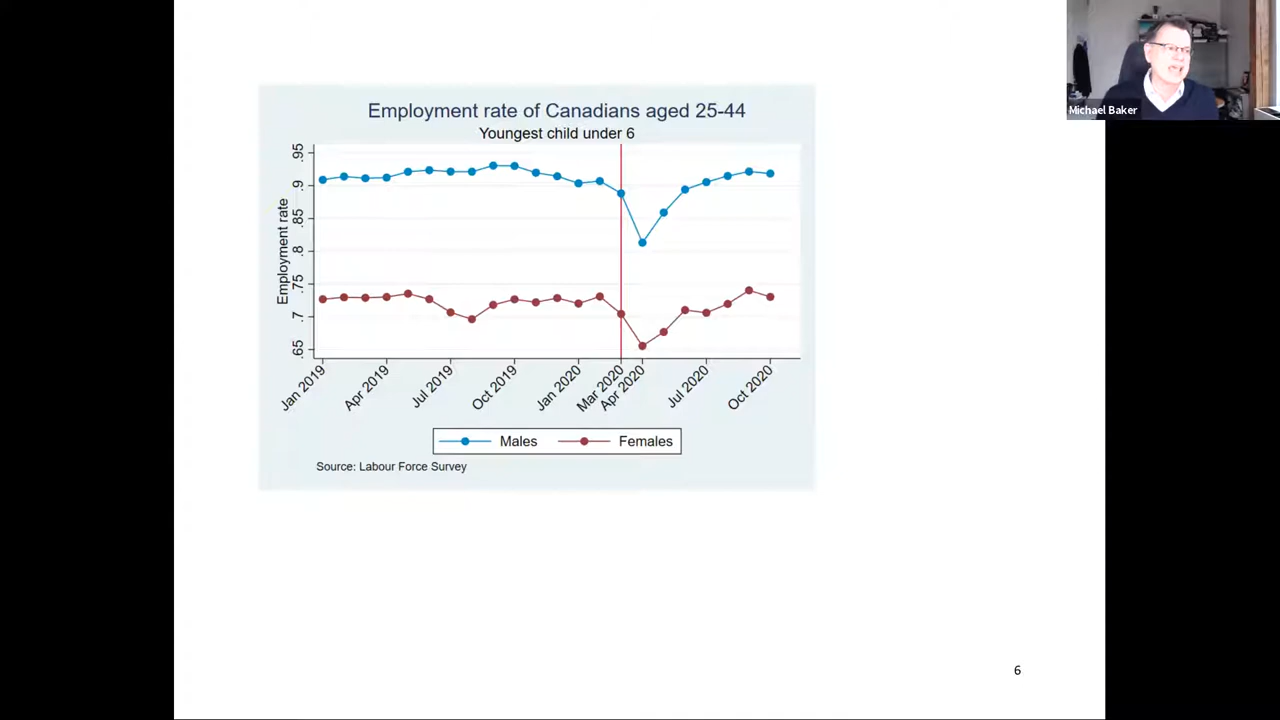 Michael Baker
Employment rate of Canadians aged 25-44
Youngest child under 6
Employment rate
.95
.9
.85
.8
.75
.7
.65
Jan 2019
Apr 2019
Jul 2019
Oct 2019
Jan 2020
Mar 2020
Apr 2020
Jul 2020
Oct 2020
Males
Females
Source: Labour Force Survey
6